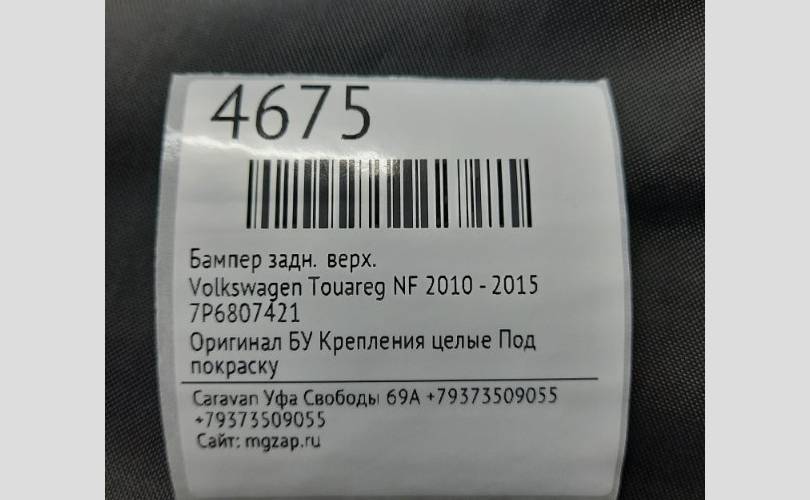 4675
Бампер задн. верх.
Volkswagen Touareg NF 2010 - 2015
7P6807421
Оригинал БУ Крепления целые Под
покраску
Caravan Уфа Свободы 69А +79373509055
+79373509055
Сайт: mgzap.ru